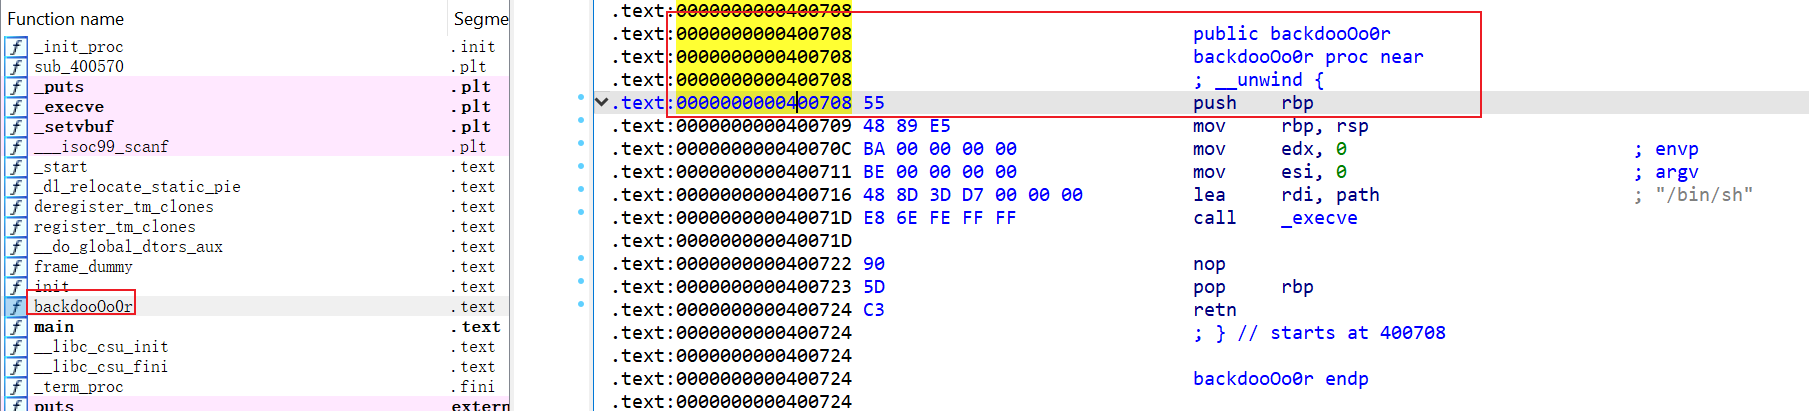 Function name Segme
_init_proc .init
sub_400570 .plt
_puts .plt
_execve .plt
_setvbuf .plt
___isoc99_scanf .plt
_start .text
_dl_relocate_static_pie .text
deregister_tm_clones .text
register_tm_clones .text
__do_global_dtors_aux .text
frame_dummy .text
init .text
backdooOo0r .text
main .text
__libc_csu_init .text
__libc_csu_fini .text
_term_proc .fini
puts extern
.text:0000000000400708
.text:0000000000400708 public backdooOo0r
.text:0000000000400708 backdooOo0r proc near
.text:0000000000400708 ; __unwind {
.text:0000000000400708 55 push rbp
.text:0000000000400709 48 89 E5 mov rbp, rsp
.text:000000000040070C BA 00 00 00 00 mov edx, 0 ; envp
.text:0000000000400711 BE 00 00 00 00 mov esi, 0 ; argv
.text:0000000000400716 48 8D 3D D7 00 00 00 lea rdi, path ; "/bin/sh"
.text:000000000040071D E8 6E FE FF FF call _execve
.text:000000000040071D
.text:0000000000400722 90 nop
.text:0000000000400723 5D pop rbp
.text:0000000000400724 C3 retn
.text:0000000000400724 ; } // starts at 400708
.text:0000000000400724
.text:0000000000400724 backdooOo0r endp
.text:0000000000400724